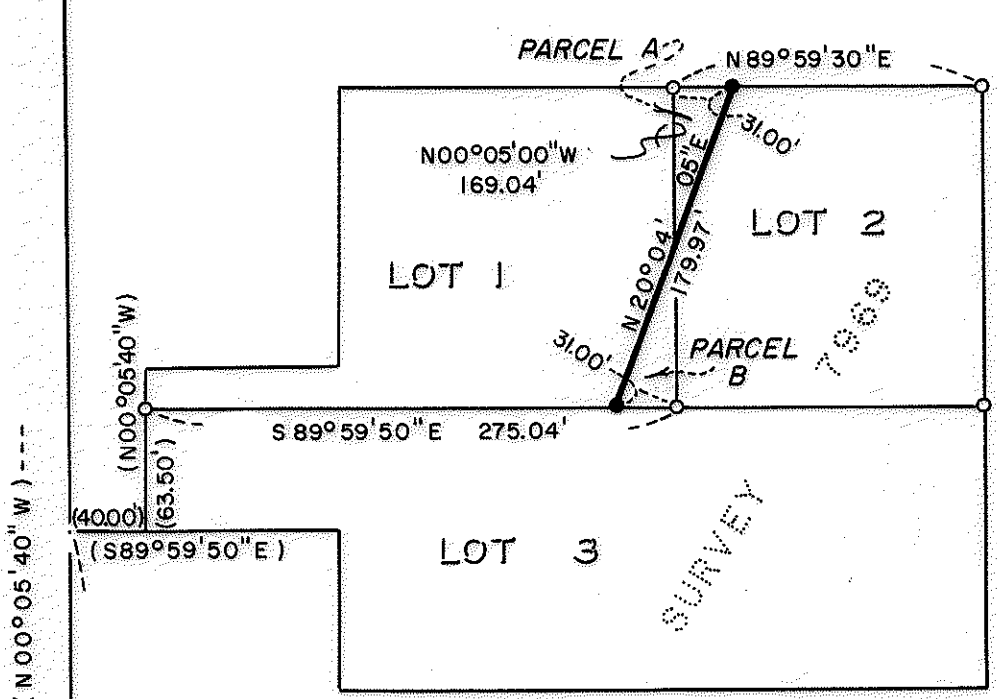 PARCEL A
N 89°59'30"E
31.00'
N00°05'00"W
169.04'
N 20°04'05"E
179.97'
LOT 2
LOT 1
7969
31.00'
PARCEL
B
(N00°05'40"W)
S 89°59'50"E 275.04'
(63.50')
(40.00')
(S89°59'50"E)
LOT 3
SURVEY
(N00°05'40"W)